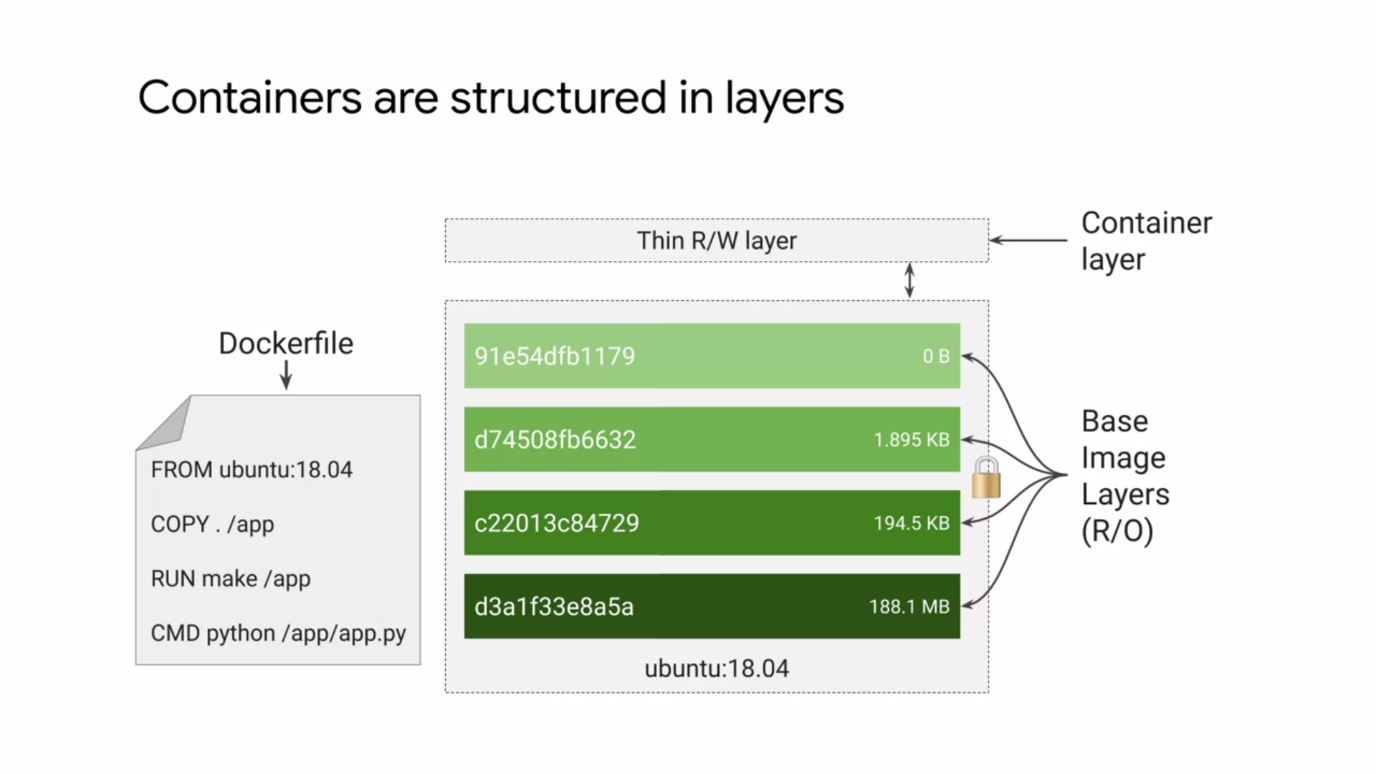 Containers are structured in layers
Thin R/W layer
Container
layer
Dockerfile
FROM ubuntu:18.04
COPY . /app
RUN make /app
CMD python /app/app.py
91e54dfb1179 0 B
d74508fb6632 1.895 KB
c22013c84729 194.5 KB
d3a1f33e8a5a 188.1 MB
ubuntu:18.04
Base
Image
Layers
(R/O)